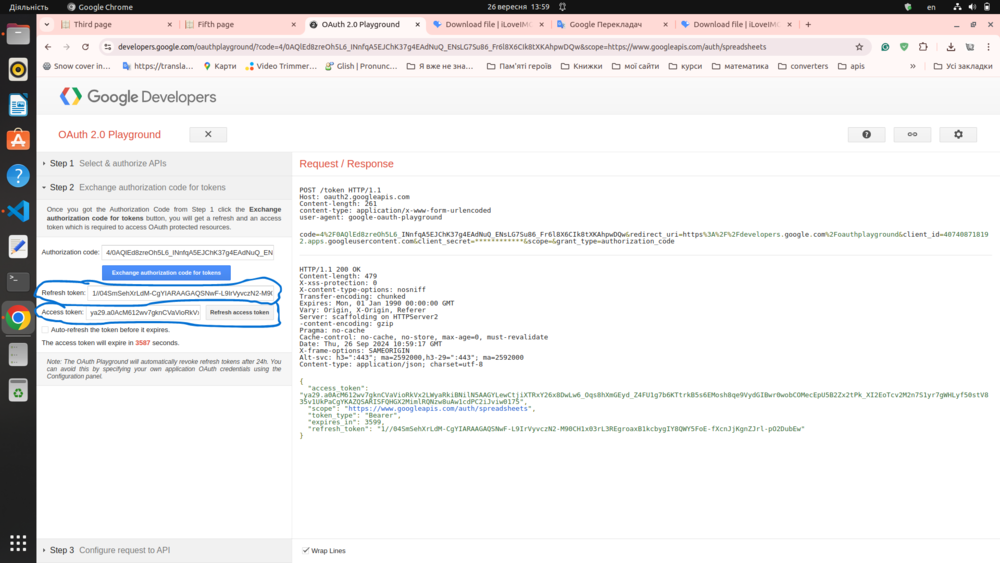 Діяльність
Google Chrome
26 вересня 13:59
en
Third page
Fifth page
OAuth 2.0 Playground
Download file | iLoveIMG
Google Перекладач
Download file | iLoveIMG
developers.google.com/oauthplayground/?code=4/0AQlEd8zreOh5L6_INnfqA5EJChK37g4EAdNuQ_ENsLG7Su86_Fr6l8X6CIk8tXKAhpwDQw&scope=https://www.googleapis.com/auth/spreadsheets
Snow cover in...
https://transla...
Карти
Video Trimmer...
Glish | Pronunc...
Я вже не зна...
Пам'яті героїв
Книжки
мої сайти
курси
математика
converters
apis
»
Усі закладки
Google Developers
OAuth 2.0 Playground
Step 1 Select & authorize APIs
Step 2 Exchange authorization code for tokens
Once you got the Authorization Code from Step 1 click the Exchange
authorization code for tokens button, you will get a refresh and an access
token which is required to access OAuth protected resources.
Authorization code: 4/0AQlEd8zreOh5L6_INnfqA5EJChK37g4EAdNuQ_EN
Exchange authorization code for tokens
Refresh token: 1//04SmSehXrLdM-CgYIARAAGAQSNwF-L9IrVyvczN2-M90C
Access token: ya29.a0AcM612wv7gknCVaVioRkVx
Refresh access token
Auto-refresh the token before it expires.
The access token will expire in 3587 seconds.
Note: The OAuth Playground will automatically revoke refresh tokens after 24h. You
can avoid this by specifying your own application OAuth credentials using the
Configuration panel.
Step 3 Configure request to API
Request / Response
POST /token HTTP/1.1
Host: oauth2.googleapis.com
Content-length: 261
content-type: application/x-www-form-urlencoded
user-agent: google-oauth-playground
code=4%2F0AQlEd8zreOh5L6_INnfqA5EJChK37g4EAdNuQ_ENsLG7Su86_Fr6l8X6CIk8tXKAhpwDQw&redirect_uri=https%3A%2F%2Fdevelopers.google.com%2Foauthplayground&client_id=40740871819
2.apps.googleusercontent.com&client_secret=************&scope=&grant_type=authorization_code
HTTP/1.1 200 OK
Content-length: 479
X-xss-protection: 0
X-content-type-options: nosniff
Transfer-encoding: chunked
Expires: Mon, 01 Jan 1990 00:00:00 GMT
Vary: Origin, X-Origin, Referer
Server: scaffolding on HTTPServer2
-content-encoding: gzip
Pragma: no-cache
Cache-control: no-cache, no-store, max-age=0, must-revalidate
Date: Thu, 26 Sep 2024 10:59:17 GMT
X-frame-options: SAMEORIGIN
Alt-svc: h3=":443"; ma=2592000,h3-29=":443"; ma=2592000
Content-type: application/json; charset=utf-8
{
"access_token":
"scope": "https://www.googleapis.com/auth/spreadsheets",
"token_type": "Bearer",
"expires_in": 3599,
"refresh_token": "1//04SmSehXrLdM-CgYIARAAGAQSNwF-L9IrVyvczN2-M90CH1x03rL3REgroaxB1kcbygIY8QWY5FoE-fXcnJjKgnZJrl-pO2DubEw"
}
Wrap Lines